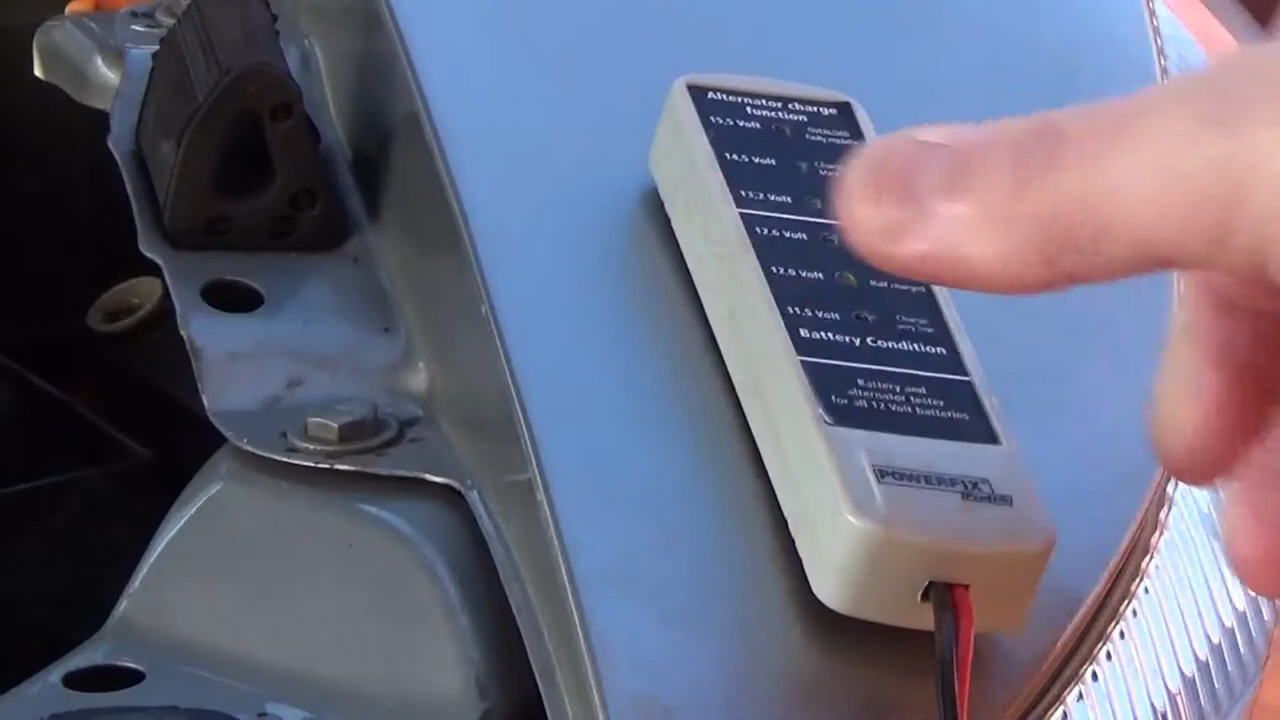 Alternator charge
function
15,5 Volt OVERLOAD
14,5 Volt
13,2 Volt
12,6 Volt
12,0 Volt Half charged
11,5 Volt Charge
very low
Battery Condition
Battery and
alternator tester
for all 12 Volt batteries
POWERFIX